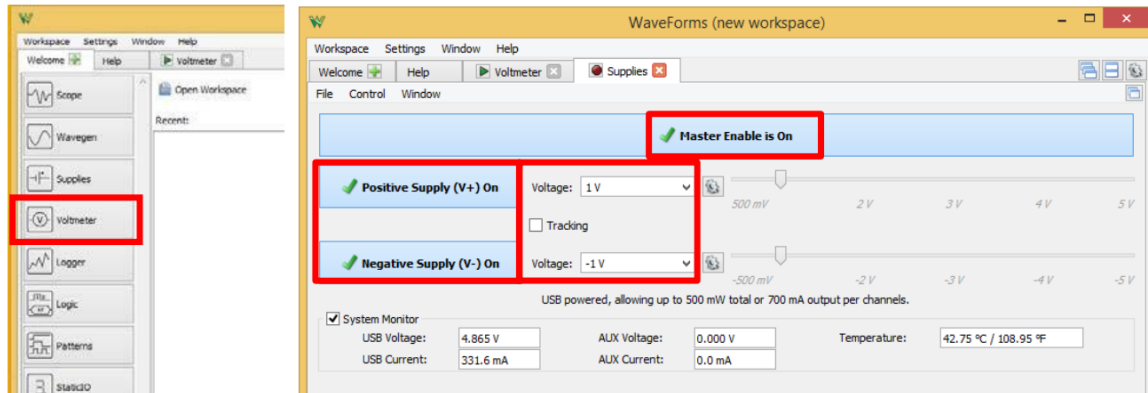 Workspace Settings Window Help
Welcome Help Voltmeter
Scope
Open Workspace
Recent:
Wavegen
Supplies
Voltmeter
Logger
Logic
Patterns
StaticIO
WaveForms (new workspace)
Workspace Settings Window Help
Welcome Help Voltmeter Supplies
File Control Window
Master Enable is On
Positive Supply (V+) On Voltage: 1 V
500 mV 2 V 3 V 4 V 5 V
Tracking
Negative Supply (V-) On Voltage: -1 V
-500 mV -2 V -3 V -4 V -5 V
USB powered, allowing up to 500 mW total or 700 mA output per channels.
System Monitor
USB Voltage: 4.865 V AUX Voltage: 0.000 V Temperature: 42.75 ºC / 108.95 ºF
USB Current: 331.6 mA AUX Current: 0.0 mA